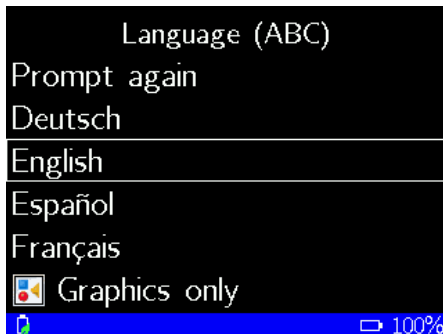 Language (ABC)
Prompt again
Deutsch
English
Español
Français
Graphics only
100%